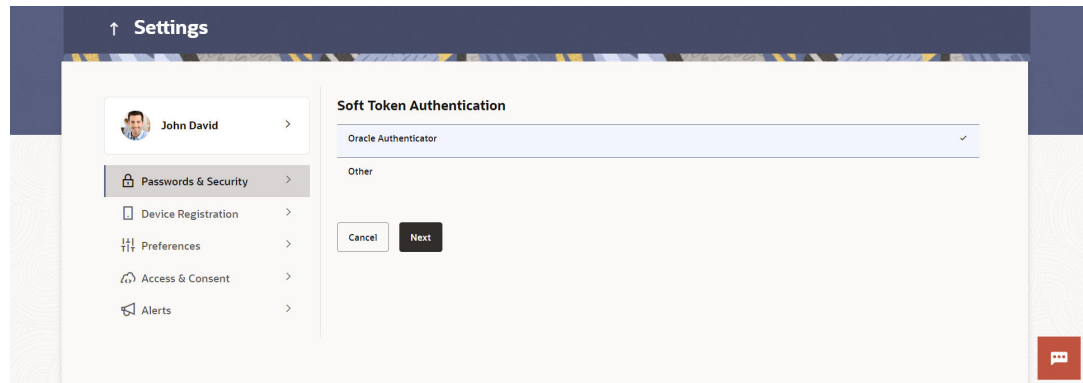 Settings
John David
Passwords & Security
Device Registration
Preferences
Access & Consent
Alerts
Soft Token Authentication
Oracle Authenticator
Other
Cancel
Next